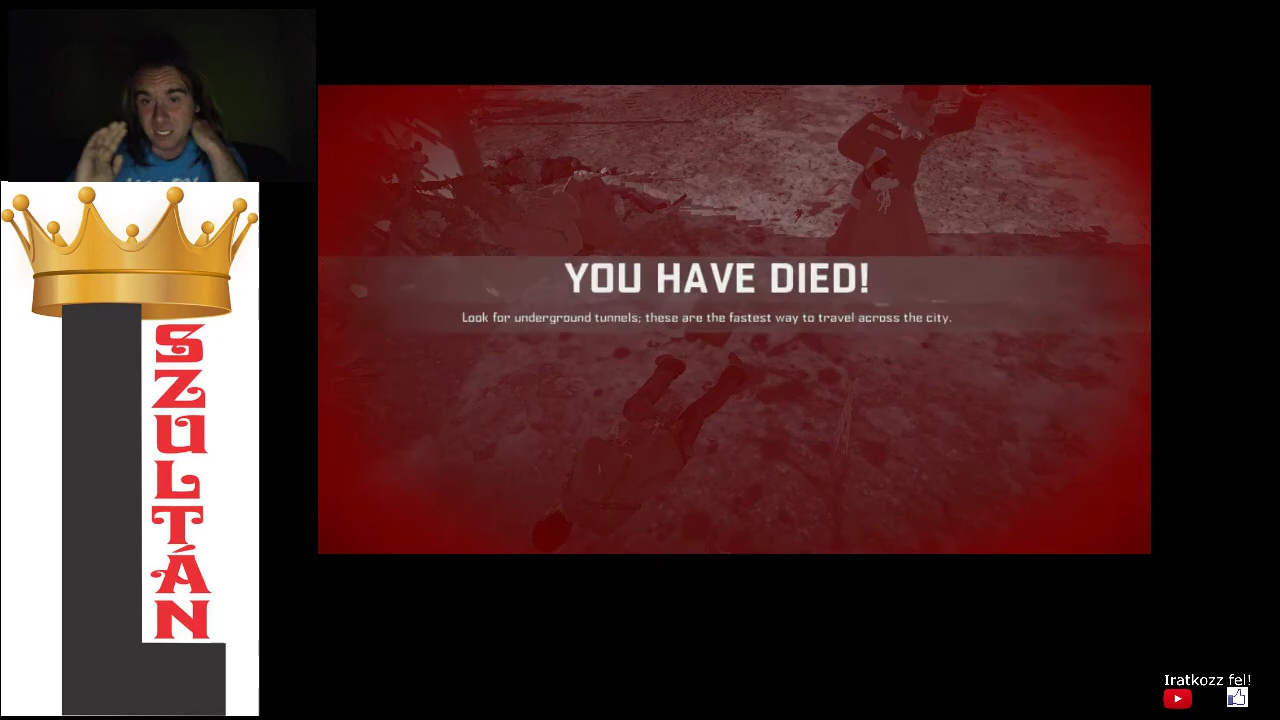 YOU HAVE DIED!
Look for underground tunnels; these are the fastest way to travel across the city.
L
SZULTÁN
Iratkozz fel!